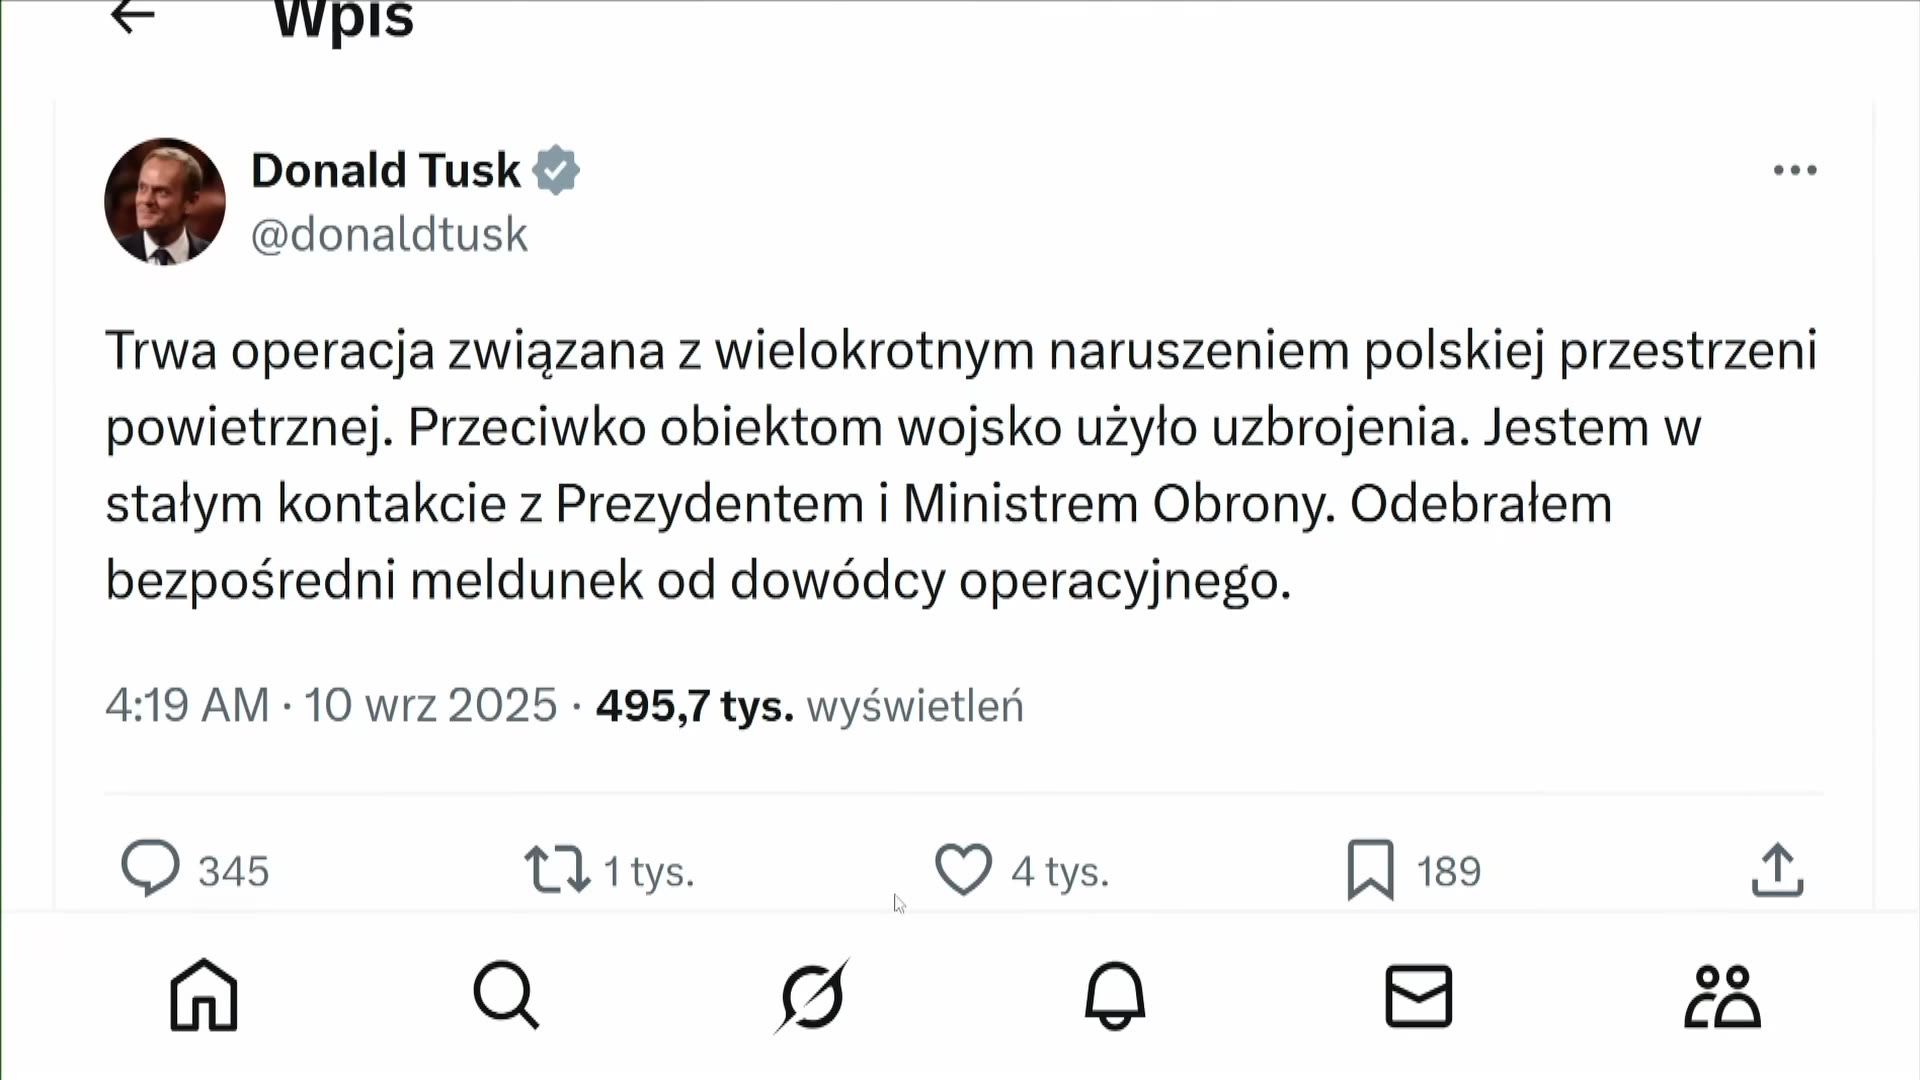 Wpis
Donald Tusk
@donaldtusk
Trwa operacja związana z wielokrotnym naruszeniem polskiej przestrzeni
powietrznej. Przeciwko obiektom wojsko użyło uzbrojenia. Jestem w
stałym kontakcie z Prezydentem i Ministrem Obrony. Odebrałem
bezpośredni meldunek od dowódcy operacyjnego.
4:19 AM · 10 wrz 2025 · 495,7 tys. wyświetleń
345 1 tys. 4 tys. 189